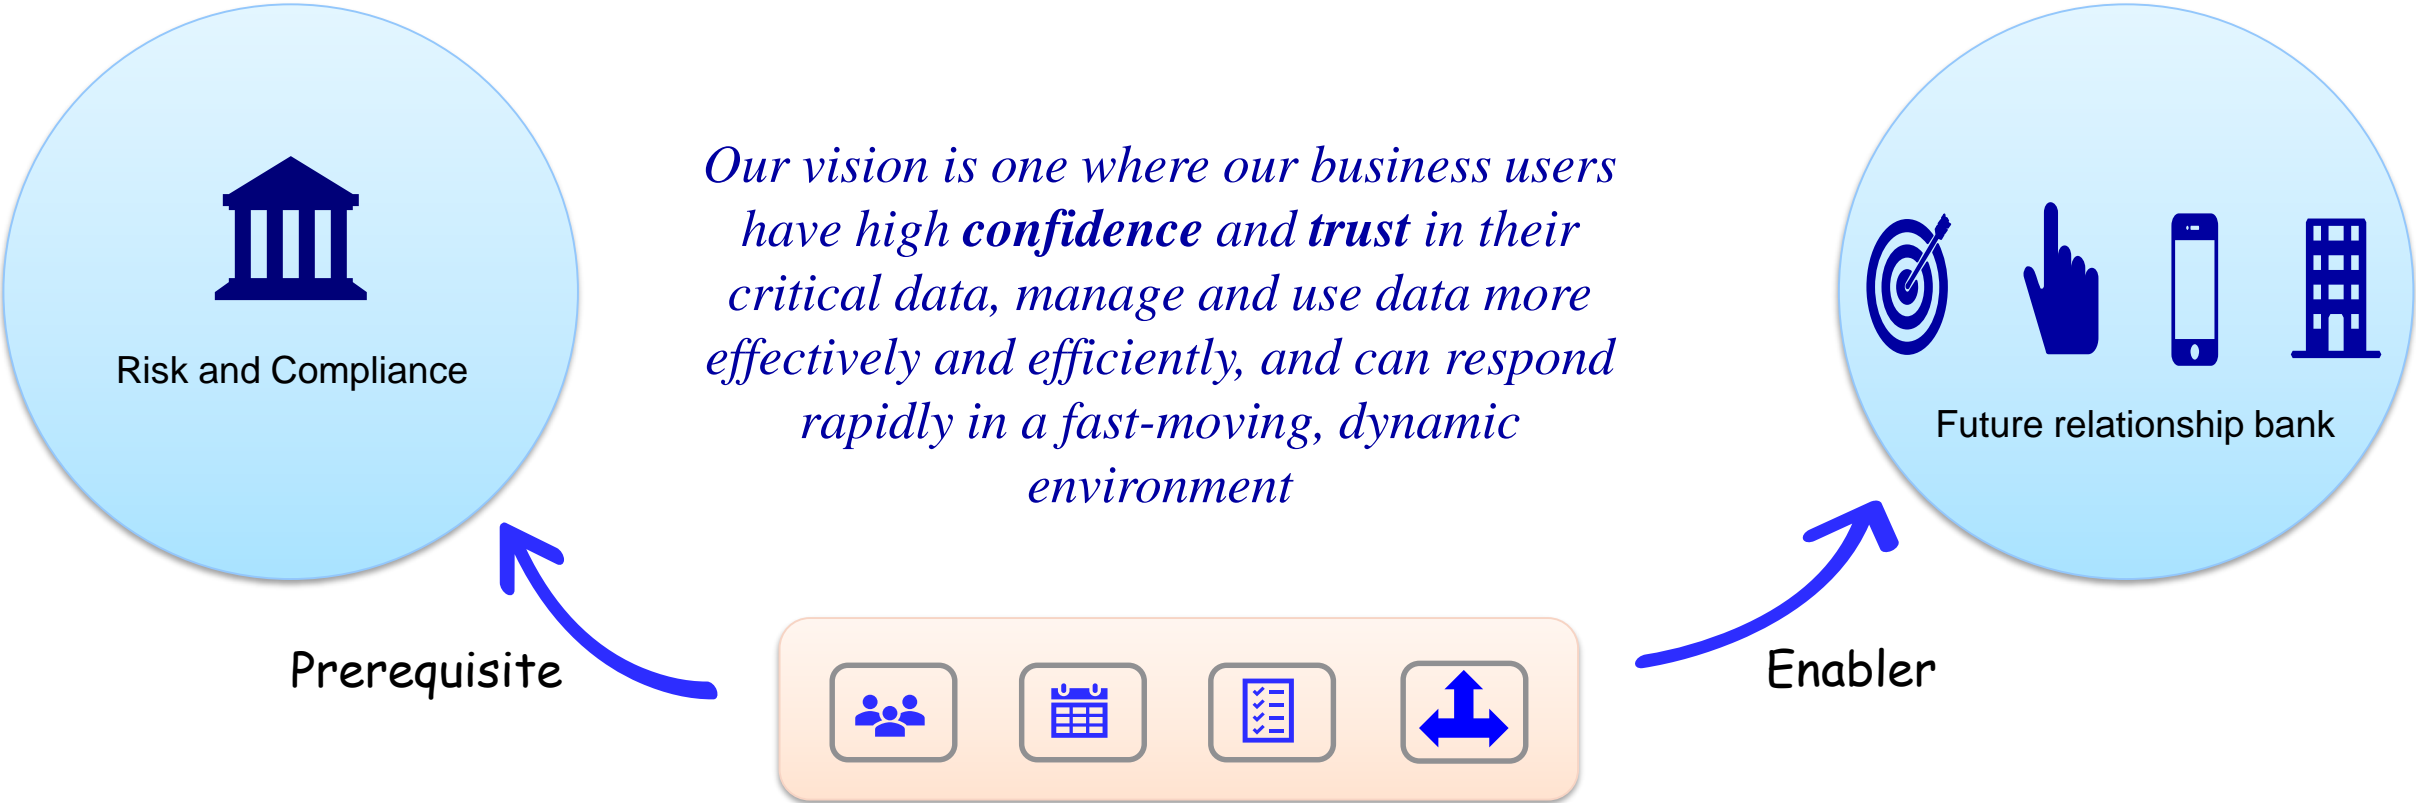 Our vision is one where our business users
have high confidence and trust in their
critical data, manage and use data more
effectively and efficiently, and can respond
rapidly in a fast-moving, dynamic
environment
Risk and Compliance
Future relationship bank
Prerequisite
Enabler